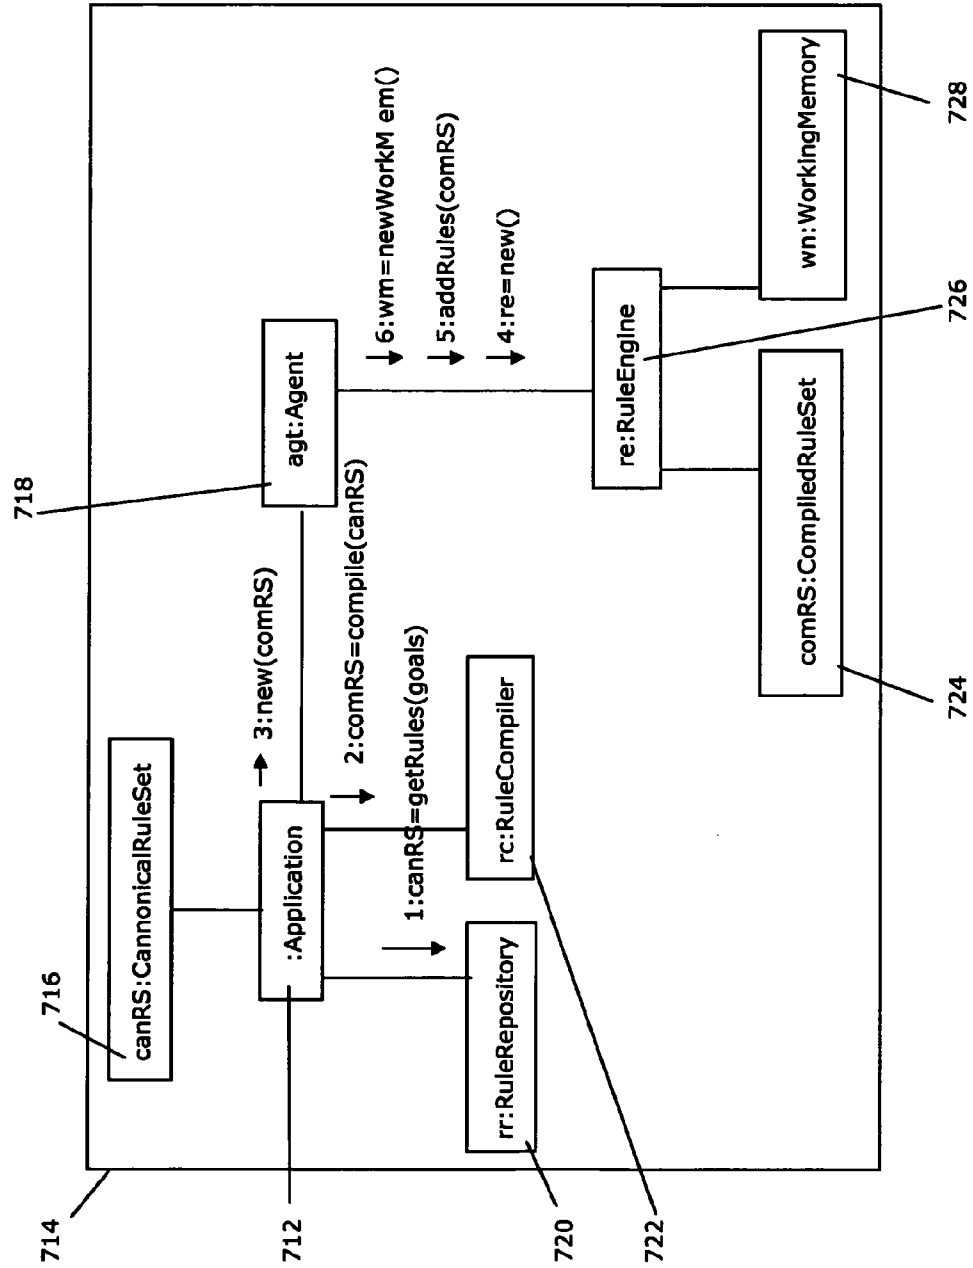 714
716
canRS:CannonicalRuleSet
718
712
:Application
3:new(comRS)
agt:Agent
2:comRS=compile(canRS)
1:canRS=getRules(goals)
6:wm=newWorkM em()
5:addRules(comRS)
4:re=new()
720
rr:RuleRepository
722
rc:RuleCompiler
re:RuleEngine
726
724
comRS:CompiledRuleSet
wn:WorkingMemory
728